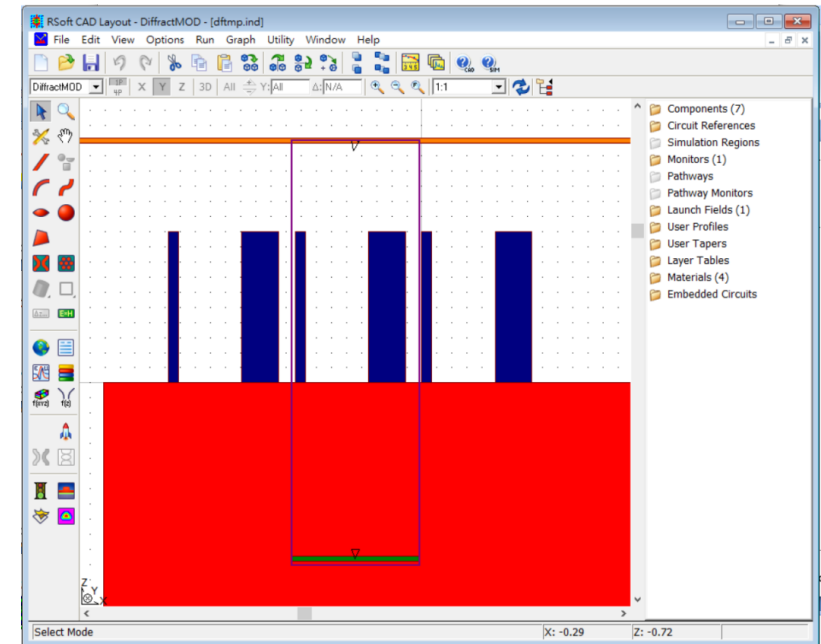 RSoft CAD Layout - DiffractMOD - [dftmp.ind]
File Edit View Options Run Graph Utility Window Help
DiffractMOD X Y Z 3D All Y: All Δ: N/A 1:1
Components (7)
Circuit References
Simulation Regions
Monitors (1)
Pathways
Pathway Monitors
Launch Fields (1)
User Profiles
User Tapers
Layer Tables
Materials (4)
Embedded Circuits
Z
Y
X
Select Mode X: -0.29 Z: -0.72